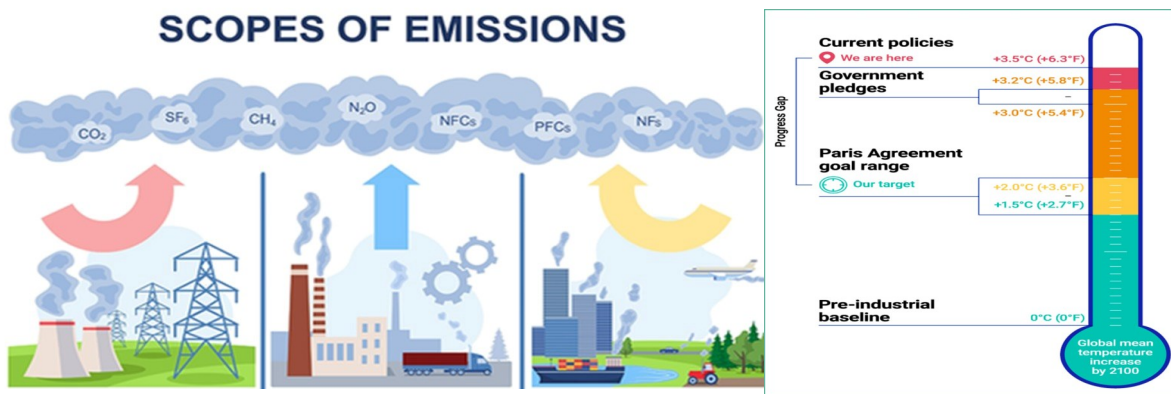 SCOPES OF EMISSIONS
CO₂
SF₆
CH₄
N₂O
NFCs
PFCs
NFs
Current policies
We are here
+3.5°C (+6.3°F)
Government
pledges
+3.2°C (+5.8°F)
–
+3.0°C (+5.4°F)
Progress Gap
Paris Agreement
goal range
Our target
+2.0°C (+3.6°F)
–
+1.5°C (+2.7°F)
Pre-industrial
baseline
0°C (0°F)
Global mean
temperature
increase
by 2100